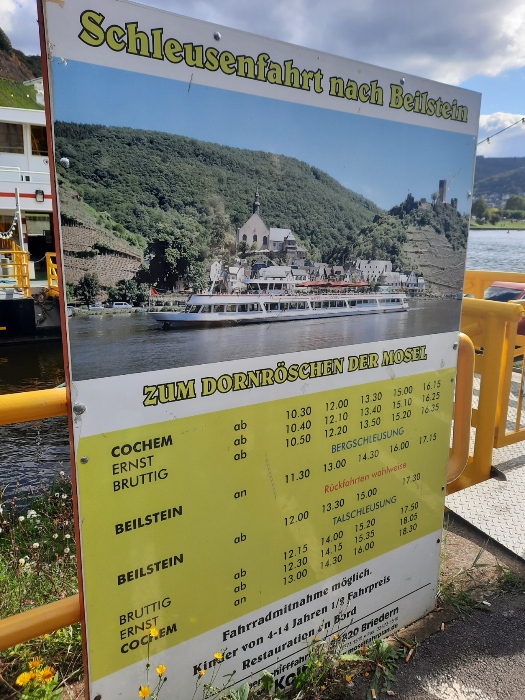 Schleusenfahrt nach Beilstein
ZUM DORNRÖSCHEN DER MOSEL
COCHEM ab 10.30 12.00 13.30 15.00 16.15
ERNST ab 10.40 12.10 13.40 15.10 16.25
BRUTTIG ab 10.50 12.20 13.50 15.20 16.35
BERGSCHLEUSUNG
BEILSTEIN an 11.30 13.00 14.30 16.00 17.15
Rückfahrten wahlweise
BEILSTEIN ab 12.00 13.30 15.00 17.30
TALSCHLEUSUNG
BRUTTIG ab 12.15 14.00 15.20 17.50
ERNST ab 12.30 14.15 15.35 18.05
COCHEM an 13.00 14.30 16.00 18.30
Fahrradmitnahme möglich.
Kinder von 4-14 Jahren 1/2 Fahrpreis
Restauration in Bord
Briedern